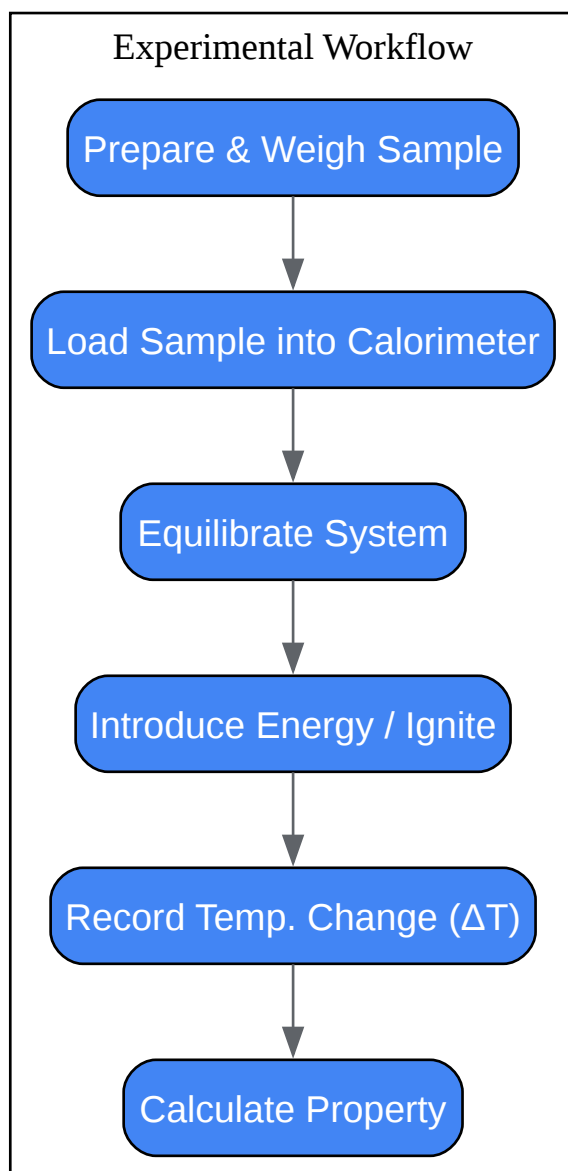 Experimental Workflow
Prepare & Weigh Sample
Load Sample into Calorimeter
Equilibrate System
Introduce Energy / Ignite
Record Temp. Change (ΔT)
Calculate Property